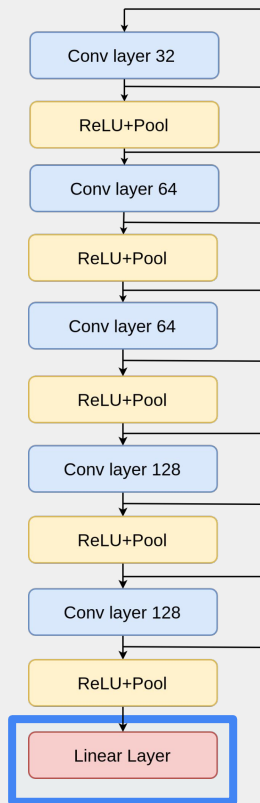 Conv layer 32
ReLU+Pool
Conv layer 64
ReLU+Pool
Conv layer 64
ReLU+Pool
Conv layer 128
ReLU+Pool
Conv layer 128
ReLU+Pool
Linear Layer